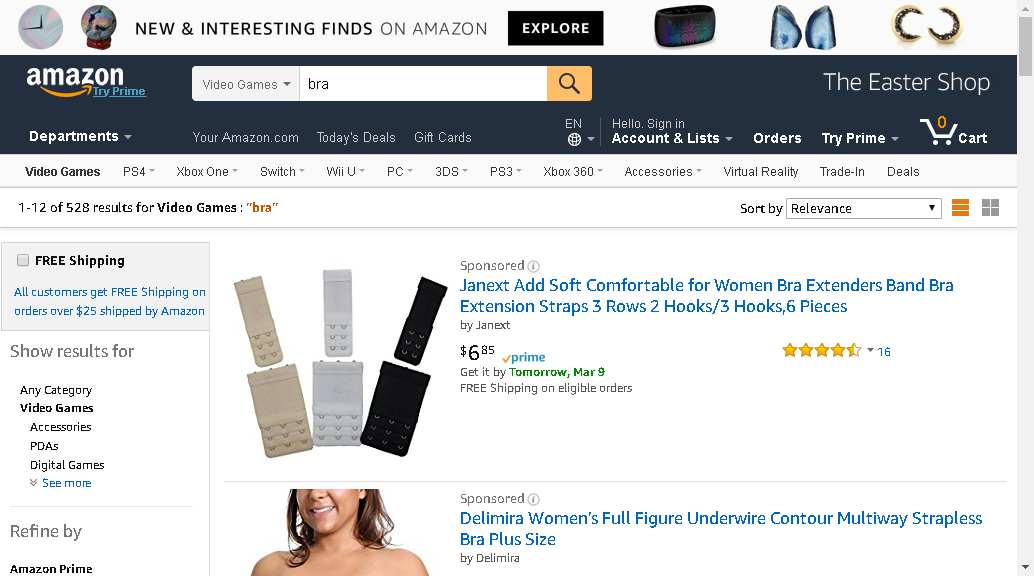 NEW & INTERESTING FINDS ON AMAZON
EXPLORE
amazon
Try Prime
Video Games
bra
The Easter Shop
Departments
Your Amazon.com
Today's Deals
Gift Cards
EN
Hello. Sign in
Account & Lists
Orders
Try Prime
0
Cart
Video Games
PS4
Xbox One
Switch
Wii U
PC
3DS
PS3
Xbox 360
Accessories
Virtual Reality
Trade-In
Deals
1-12 of 528 results for Video Games : "bra"
Sort by
Relevance
FREE Shipping
All customers get FREE Shipping on
orders over $25 shipped by Amazon
Show results for
Any Category
Video Games
Accessories
PDAs
Digital Games
See more
Refine by
Amazon Prime
Sponsored
Janext Add Soft Comfortable for Women Bra Extenders Band Bra
Extension Straps 3 Rows 2 Hooks/3 Hooks,6 Pieces
by Janext
$6 85
prime
16
Get it by Tomorrow, Mar 9
FREE Shipping on eligible orders
Sponsored
Delimira Women's Full Figure Underwire Contour Multiway Strapless
Bra Plus Size
by Delimira